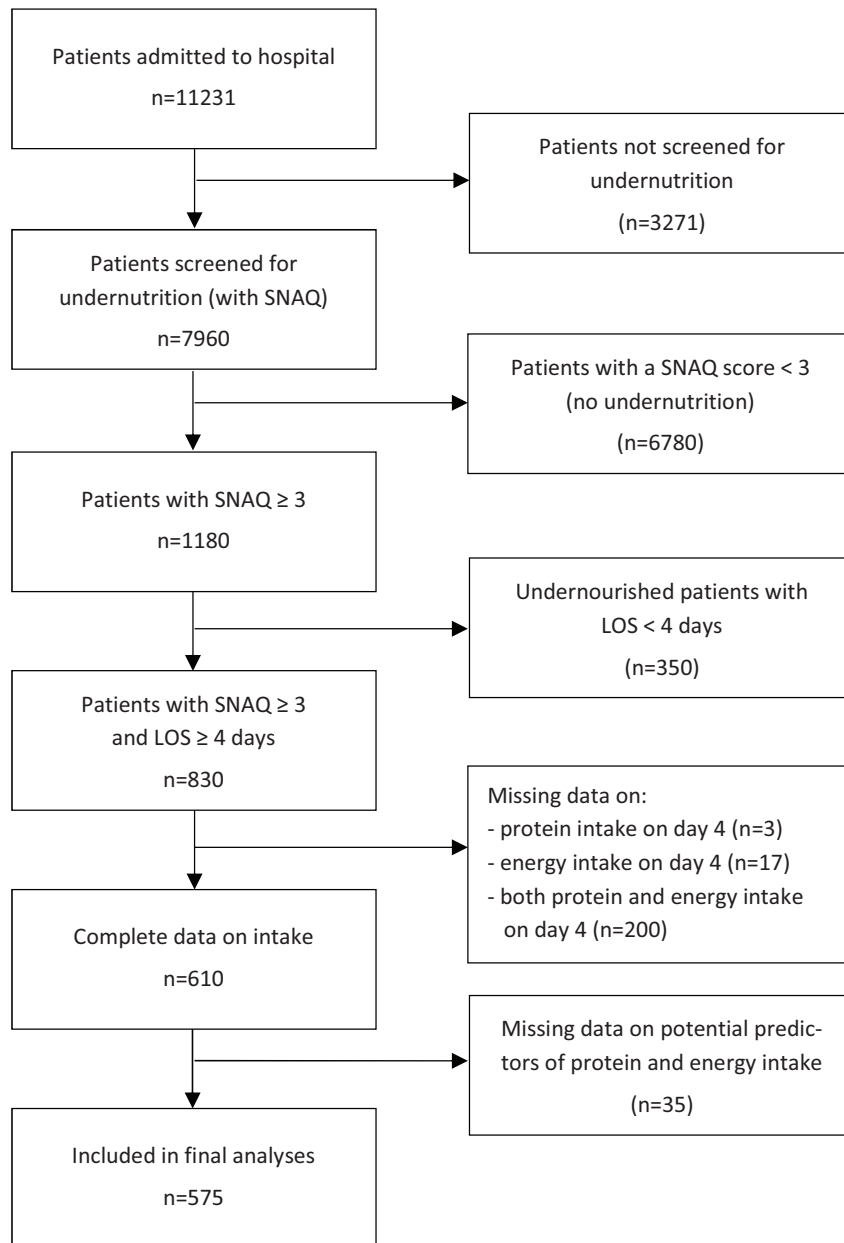 Patients admitted to hospital
n=11231
Patients not screened for
undernutrition
(n=3271)
Patients screened for
undernutrition (with SNAQ)
n=7960
Patients with a SNAQ score < 3
(no undernutrition)
(n=6780)
Patients with SNAQ ≥ 3
n=1180
Undernourished patients with
LOS < 4 days
(n=350)
Patients with SNAQ ≥ 3
and LOS ≥ 4 days
n=830
Missing data on:
- protein intake on day 4 (n=3)
- energy intake on day 4 (n=17)
- both protein and energy intake
on day 4 (n=200)
Complete data on intake
n=610
Missing data on potential predic-
tors of protein and energy intake
(n=35)
Included in final analyses
n=575